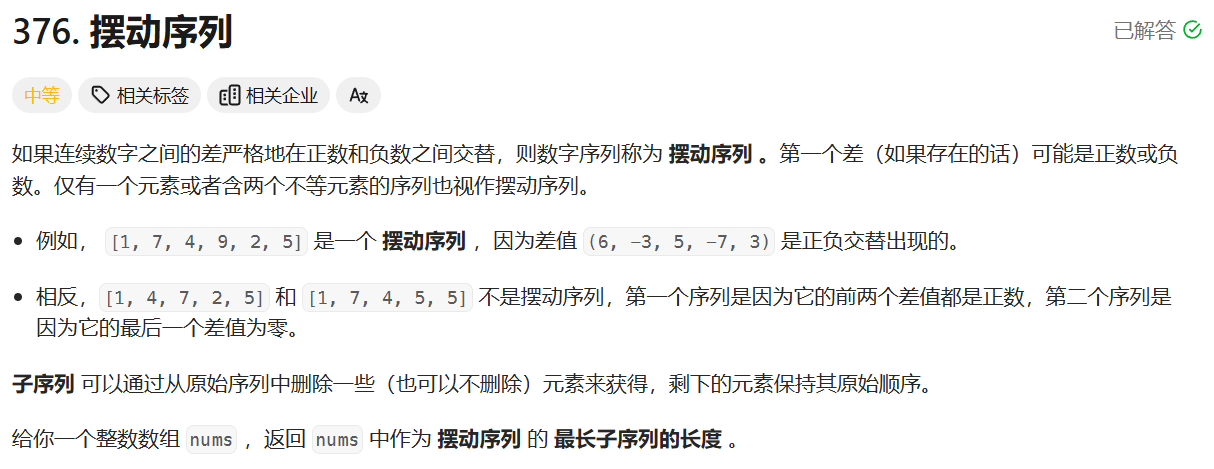 376. 摆动序列
已解答
中等 相关标签 相关企业
如果连续数字之间的差严格地在正数和负数之间交替，则数字序列称为 摆动序列 。第一个差（如果存在的话）可能是正数或负
数。仅有一个元素或者含两个不等元素的序列也视作摆动序列。
• 例如， [1, 7, 4, 9, 2, 5] 是一个 摆动序列 ，因为差值 (6, -3, 5, -7, 3) 是正负交替出现的。
• 相反，[1, 4, 7, 2, 5] 和 [1, 7, 4, 5, 5] 不是摆动序列，第一个序列是因为它的前两个差值都是正数，第二个序列是
因为它的最后一个差值为零。
子序列 可以通过从原始序列中删除一些（也可以不删除）元素来获得，剩下的元素保持其原始顺序。
给你一个整数数组 nums ，返回 nums 中作为 摆动序列 的 最长子序列的长度 。